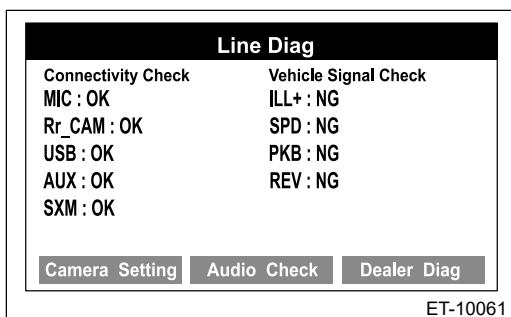 Line Diag
Connectivity Check
MIC : OK
Rr_CAM : OK
USB : OK
AUX : OK
SXM : OK
Vehicle Signal Check
ILL+ : NG
SPD : NG
PKB : NG
REV : NG
Camera Setting
Audio Check
Dealer Diag
ET-10061